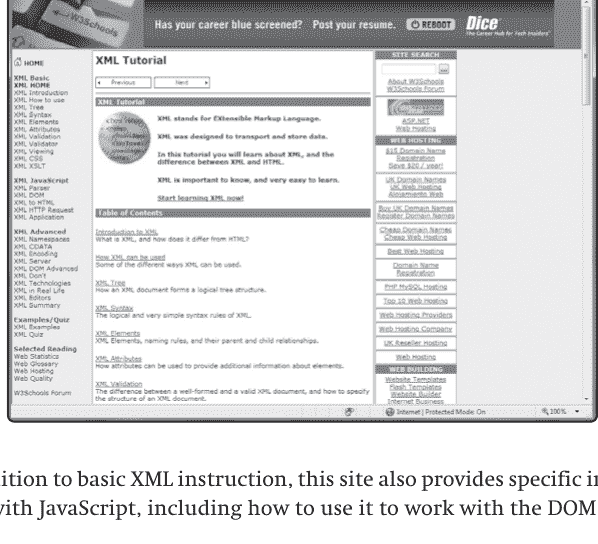 W3Schools
Has your career blue screened? Post your resume. REBOOT Dice
The Career Hub for Tech Insiders
HOME
XML Basic
XML HOME
XML Introduction
XML How to use
XML Tree
XML Syntax
XML Elements
XML Attributes
XML Validation
XML Validator
XML Viewing
XML CSS
XML XSLT
XML JavaScript
XML Parser
XML DOM
XML to HTML
XML HTTP Request
XML Application
XML Advanced
XML Namespaces
XML CDATA
XML Encoding
XML Server
XML DOM Advanced
XML Don't
XML Technologies
XML in Real Life
XML Editors
XML Summary
Examples/Quiz
XML Examples
XML Quiz
Selected Reading
Web Statistics
Web Glossary
Web Hosting
Web Quality
W3Schools Forum
XML Tutorial
Previous Next
XML Tutorial
XML stands for EXtensible Markup Language.
XML was designed to transport and store data.
In this tutorial you will learn about XML, and the
difference between XML and HTML.
XML is important to know, and very easy to learn.
Start learning XML now!
Table of Contents
Introduction to XML
What is XML, and how does it differ from HTML?
How XML can be used
Some of the different ways XML can be used.
XML Tree
How an XML document forms a logical tree structure.
XML Syntax
The logical and very simple syntax rules of XML.
XML Elements
XML Elements, naming rules, and their parent and child relationships.
XML Attributes
How attributes can be used to provide additional information about elements.
XML Validation
The difference between a well-formed and a valid XML document, and how to specify
the structure of an XML document.
SITE SEARCH
About W3Schools
W3Schools Forum
ASP.NET
Web Hosting
WEB HOSTING
$15 Domain Name
Registration
Save $20 / year!
UK Domain Names
UK Web Hosting
Alojamiento Web
Buy UK Domain Names
Register Domain Names
Cheap Domain Names
Cheap Web Hosting
Best Web Hosting
Domain Name
Registration
PHP MySQL Hosting
Top 10 Web Hosting
Web Hosting Providers
Web Hosting Company
UK Reseller Hosting
Web Hosting
WEB BUILDING
Website Templates
Flash Templates
Website Builder
Internet Business
Internet | Protected Mode: On 100%
ition to basic XML instruction, this site also provides specific in
with JavaScript, including how to use it to work with the DOM